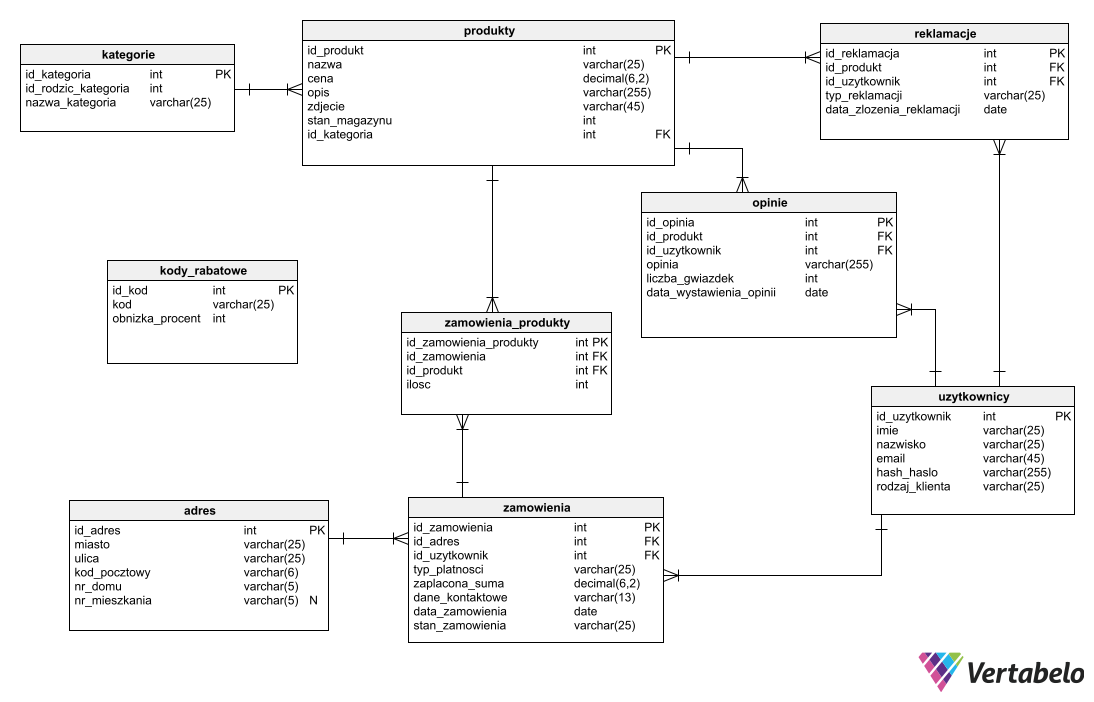 kategorie
id_kategoria int PK
id_rodzic_kategoria int
nazwa_kategoria varchar(25)
produkty
id_produkt int PK
nazwa varchar(25)
cena decimal(6,2)
opis varchar(255)
zdjecie varchar(45)
stan_magazynu int
id_kategoria int FK
reklamacje
id_reklamacja int PK
id_produkt int FK
id_uzytkownik int FK
typ_reklamacji varchar(25)
data_zlozenia_reklamacji date
opinie
id_opinia int PK
id_produkt int FK
id_uzytkownik int FK
opinia varchar(255)
liczba_gwiazdek int
data_wystawienia_opinii date
kody_rabatowe
id_kod int PK
kod varchar(25)
obnizka_procent int
zamowienia_produkty
id_zamowienia_produkty int PK
id_zamowienia int FK
id_produkt int FK
ilosc int
uzytkownicy
id_uzytkownik int PK
imie varchar(25)
nazwisko varchar(25)
email varchar(45)
hash_haslo varchar(255)
rodzaj_klienta varchar(25)
adres
id_adres int PK
miasto varchar(25)
ulica varchar(25)
kod_pocztowy varchar(6)
nr_domu varchar(5)
nr_mieszkania varchar(5) N
zamowienia
id_zamowienia int PK
id_adres int FK
id_uzytkownik int FK
typ_platnosci varchar(25)
zaplacona_suma decimal(6,2)
dane_kontaktowe varchar(13)
data_zamowienia date
stan_zamowienia varchar(25)
Vertabelo